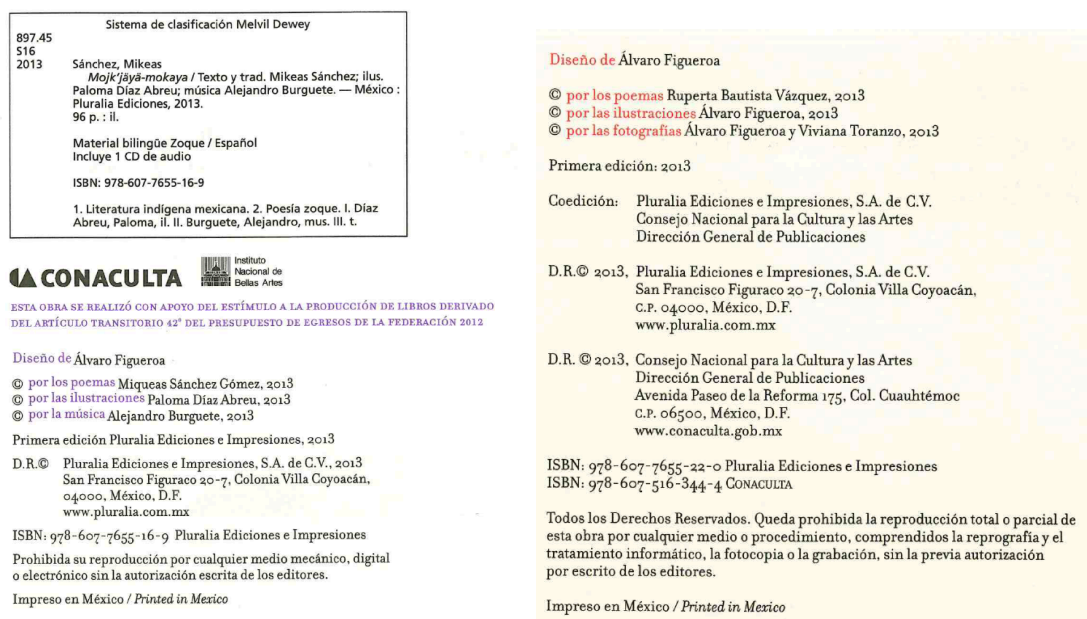 Sistema de clasificación Melvil Dewey
897.45
S16
2013 Sánchez, Mikeas
Mojk'jäyä-mokaya / Texto y trad. Mikeas Sánchez; ilus.
Paloma Díaz Abreu; música Alejandro Burguete. — México :
Pluralia Ediciones, 2013.
96 p. : il.
Material bilingüe Zoque / Español
Incluye 1 CD de audio
ISBN: 978-607-7655-16-9
1. Literatura indígena mexicana. 2. Poesía zoque. I. Díaz
Abreu, Paloma, il. II. Burguete, Alejandro, mus. III. t.
CONACULTA
Instituto
Nacional de
Bellas Artes
ESTA OBRA SE REALIZÓ CON APOYO DEL ESTÍMULO A LA PRODUCCIÓN DE LIBROS DERIVADO
DEL ARTÍCULO TRANSITORIO 42º DEL PRESUPUESTO DE EGRESOS DE LA FEDERACIÓN 2012
Diseño de Álvaro Figueroa
© por los poemas Miqueas Sánchez Gómez, 2013
© por las ilustraciones Paloma Díaz Abreu, 2013
© por la música Alejandro Burguete, 2013
Primera edición Pluralia Ediciones e Impresiones, 2013
D.R.© Pluralia Ediciones e Impresiones, S.A. de C.V., 2013
San Francisco Figuraco 20-7, Colonia Villa Coyoacán,
04000, México, D.F.
www.pluralia.com.mx
ISBN: 978-607-7655-16-9 Pluralia Ediciones e Impresiones
Prohibida su reproducción por cualquier medio mecánico, digital
o electrónico sin la autorización escrita de los editores.
Impreso en México / Printed in Mexico
Diseño de Álvaro Figueroa
© por los poemas Ruperta Bautista Vázquez, 2013
© por las ilustraciones Álvaro Figueroa, 2013
© por las fotografías Álvaro Figueroa y Viviana Toranzo, 2013
Primera edición: 2013
Coedición: Pluralia Ediciones e Impresiones, S.A. de C.V.
Consejo Nacional para la Cultura y las Artes
Dirección General de Publicaciones
D.R.© 2013, Pluralia Ediciones e Impresiones, S.A. de C.V.
San Francisco Figuraco 20-7, Colonia Villa Coyoacán,
C.P. 04000, México, D.F.
www.pluralia.com.mx
D.R. © 2013, Consejo Nacional para la Cultura y las Artes
Dirección General de Publicaciones
Avenida Paseo de la Reforma 175, Col. Cuauhtémoc
C.P. 06500, México, D.F.
www.conaculta.gob.mx
ISBN: 978-607-7655-22-0 Pluralia Ediciones e Impresiones
ISBN: 978-607-516-344-4 CONACULTA
Todos los Derechos Reservados. Queda prohibida la reproducción total o parcial de
esta obra por cualquier medio o procedimiento, comprendidos la reprografía y el
tratamiento informático, la fotocopia o la grabación, sin la previa autorización
por escrito de los editores.
Impreso en México / Printed in Mexico